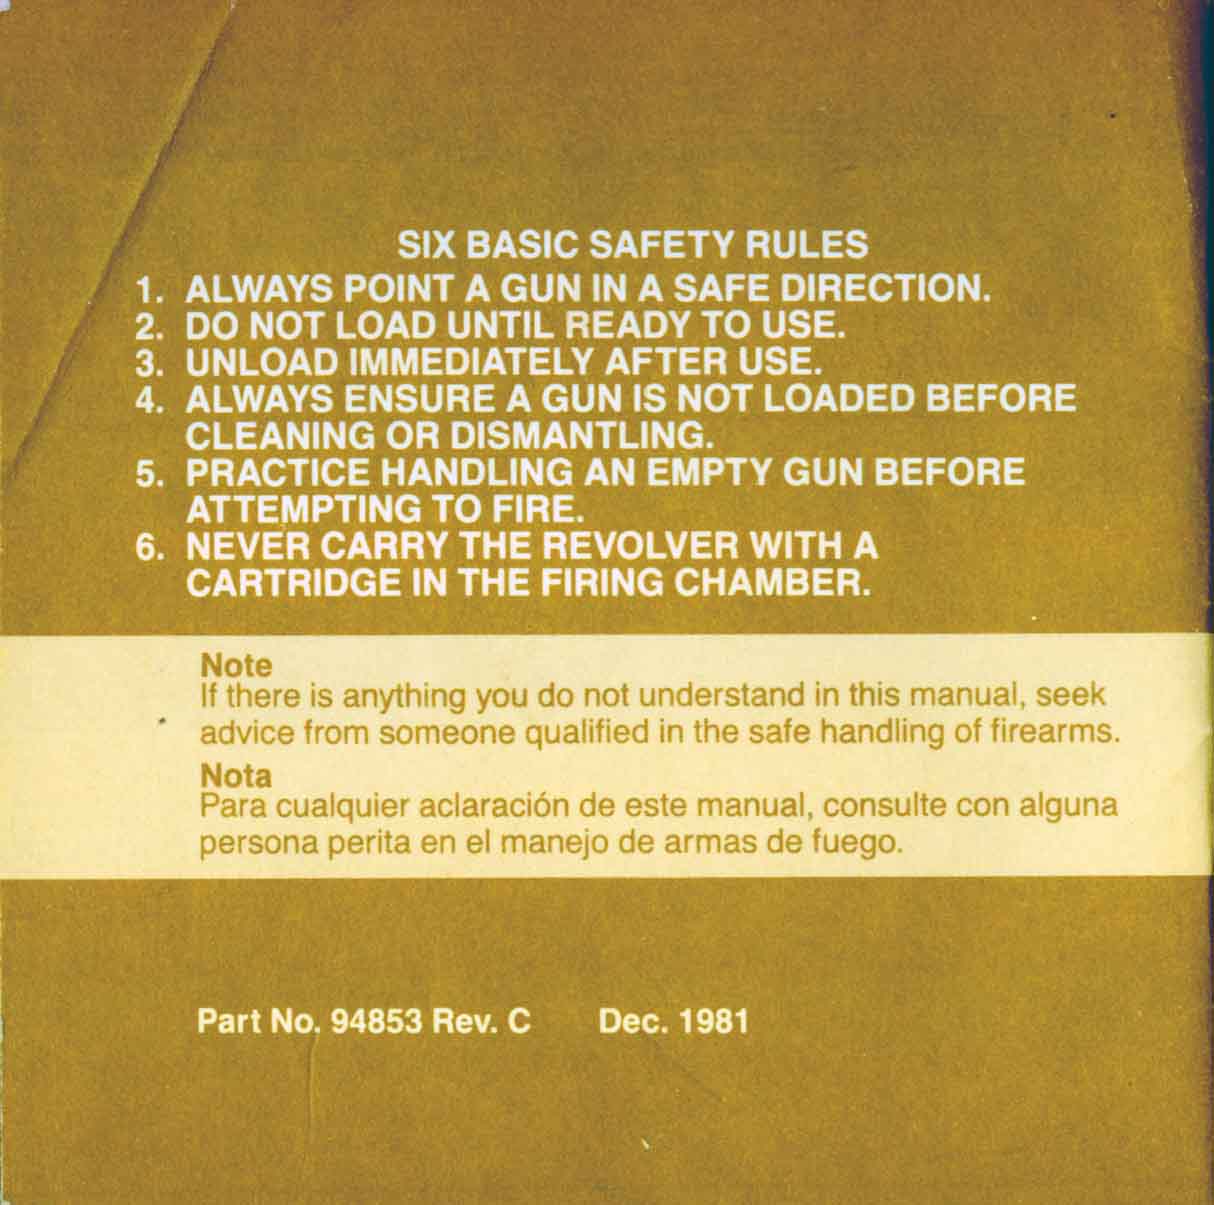 SIX BASIC SAFETY RULES
1. ALWAYS POINT A GUN IN A SAFE DIRECTION.
2. DO NOT LOAD UNTIL READY TO USE.
3. UNLOAD IMMEDIATELY AFTER USE.
4. ALWAYS ENSURE A GUN IS NOT LOADED BEFORE
CLEANING OR DISMANTLING.
5. PRACTICE HANDLING AN EMPTY GUN BEFORE
ATTEMPTING TO FIRE.
6. NEVER CARRY THE REVOLVER WITH A
CARTRIDGE IN THE FIRING CHAMBER.
Note
If there is anything you do not understand in this manual, seek
advice from someone qualified in the safe handling of firearms.
Nota
Para cualquier aclaración de este manual, consulte con alguna
persona perita en el manejo de armas de fuego.
Part No. 94853 Rev. C Dec. 1981